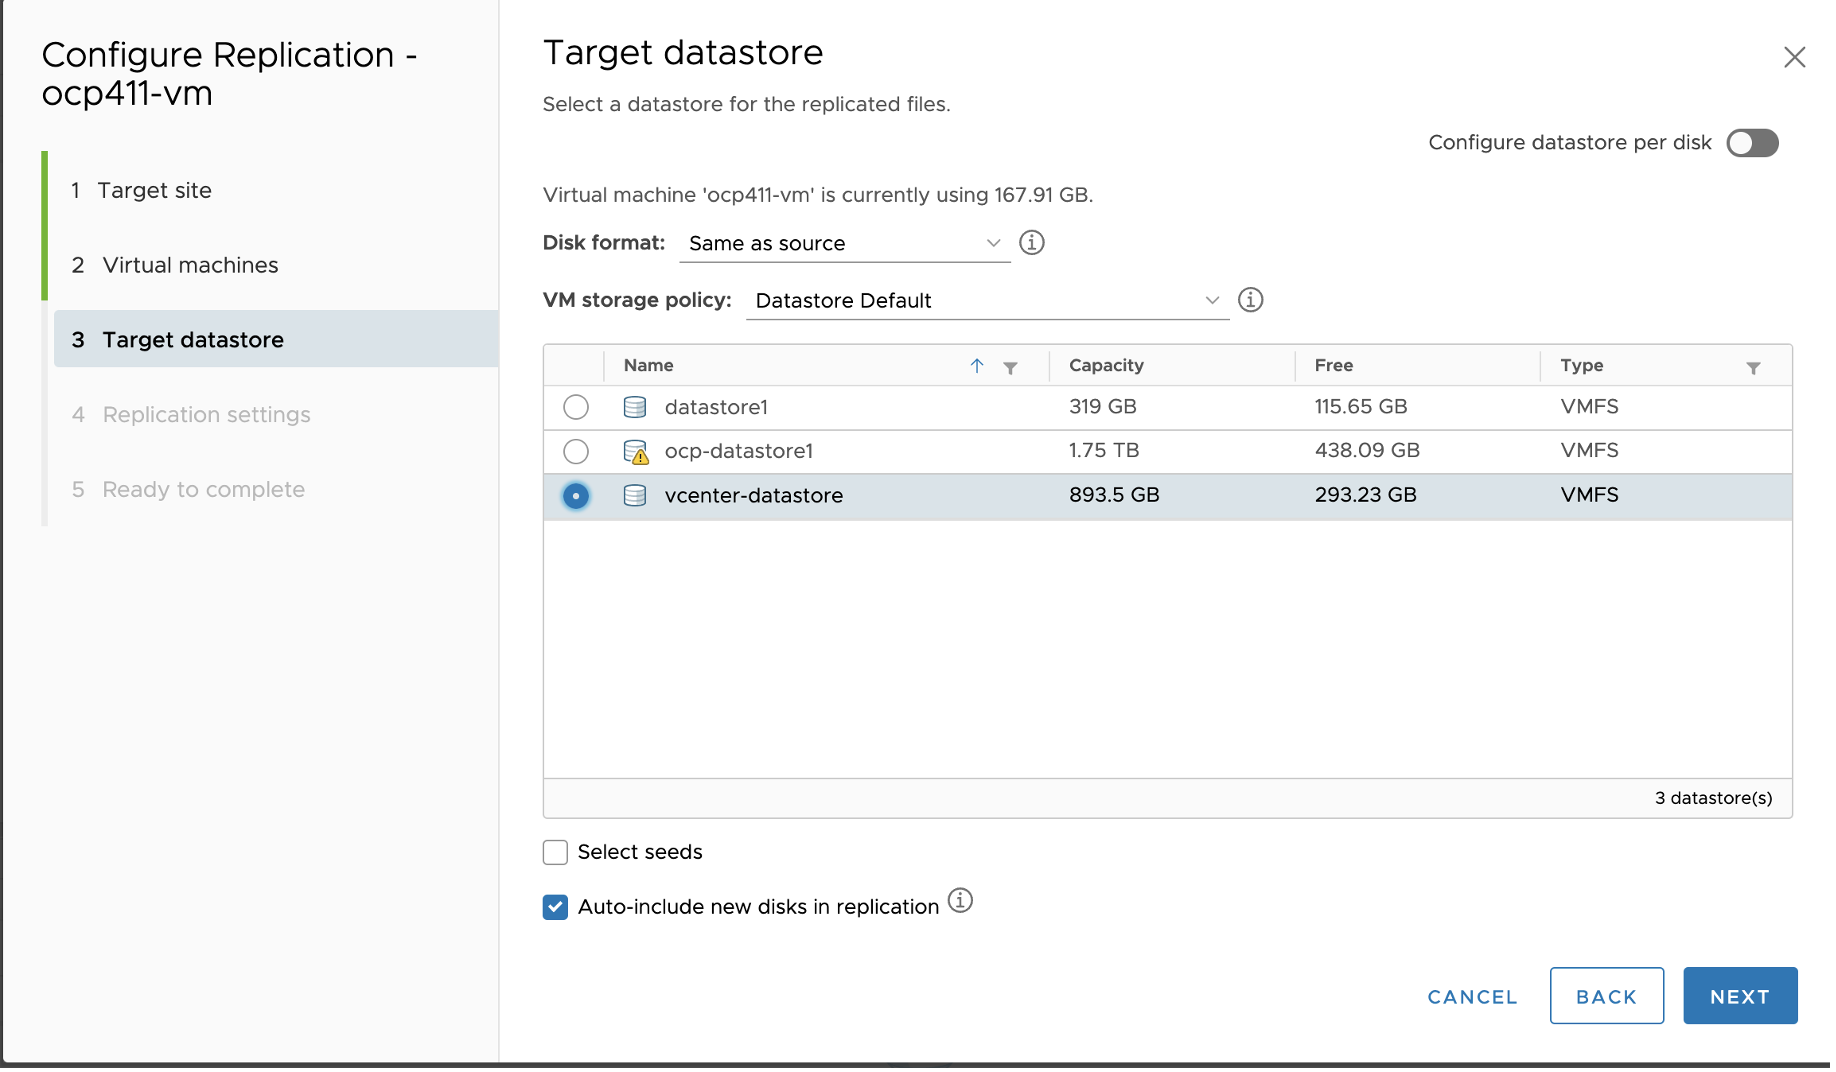 Configure Replication -
ocp411-vm
1 Target site
2 Virtual machines
3 Target datastore
4 Replication settings
5 Ready to complete
Target datastore
Select a datastore for the replicated files.
Configure datastore per disk
Virtual machine 'ocp411-vm' is currently using 167.91 GB.
Disk format: Same as source
VM storage policy: Datastore Default
Name Capacity Free Type
datastore1 319 GB 115.65 GB VMFS
ocp-datastore1 1.75 TB 438.09 GB VMFS
vcenter-datastore 893.5 GB 293.23 GB VMFS
3 datastore(s)
Select seeds
Auto-include new disks in replication
CANCEL BACK NEXT